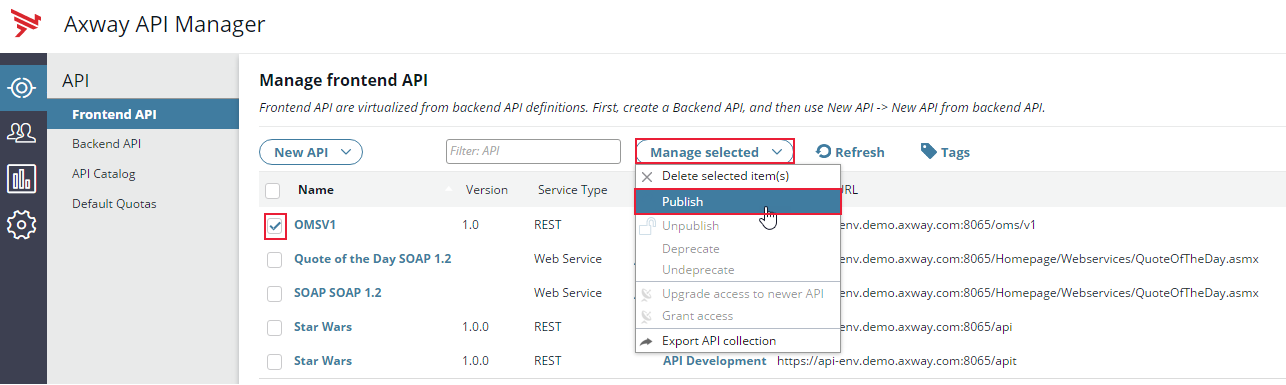 Axway API Manager
API
Frontend API
Backend API
API Catalog
Default Quotas
Manage frontend API
Frontend API are virtualized from backend API definitions. First, create a Backend API, and then use New API -> New API from backend API.
New API
Filter: API
Manage selected
Refresh
Tags
Delete selected item(s)
Publish
Unpublish
Deprecate
Undeprecate
Upgrade access to newer API
Grant access
Export API collection
Name Version Service Type
OMSV1 1.0 REST -env.demo.axway.com:8065/oms/v1
Quote of the Day SOAP 1.2 Web Service -env.demo.axway.com:8065/Homepage/Webservices/QuoteOfTheDay.asmx
SOAP SOAP 1.2 Web Service -env.demo.axway.com:8065/Homepage/Webservices/QuoteOfTheDay.asmx
Star Wars 1.0.0 REST -env.demo.axway.com:8065/api
Star Wars 1.0.0 REST API Development https://api-env.demo.axway.com:8065/apit